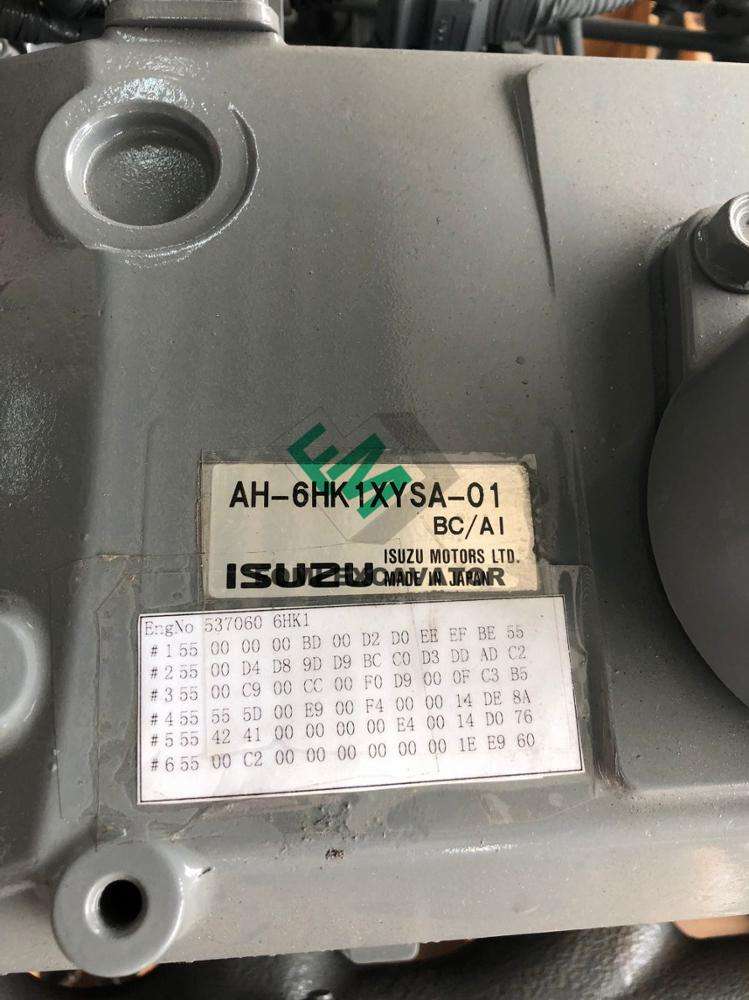 AH-6HK1XYSA-01
BC/AI
ISUZU ISUZU MOTORS LTD.
MADE IN JAPAN
EM
EXCAVATOR
EngNo 537060 6HK1
#1 55 00 00 00 BD 00 D2 D0 EE EF BE 55
#2 55 00 D4 D8 9D D9 BC C0 D3 DD AD C2
#3 55 00 C9 00 CC 00 F0 D9 00 0F C3 B5
#4 55 55 5D 00 E9 00 F4 00 00 14 DE 8A
#5 55 42 41 00 00 00 00 E4 00 14 D0 76
#6 55 00 C2 00 00 00 00 00 00 1E E9 60